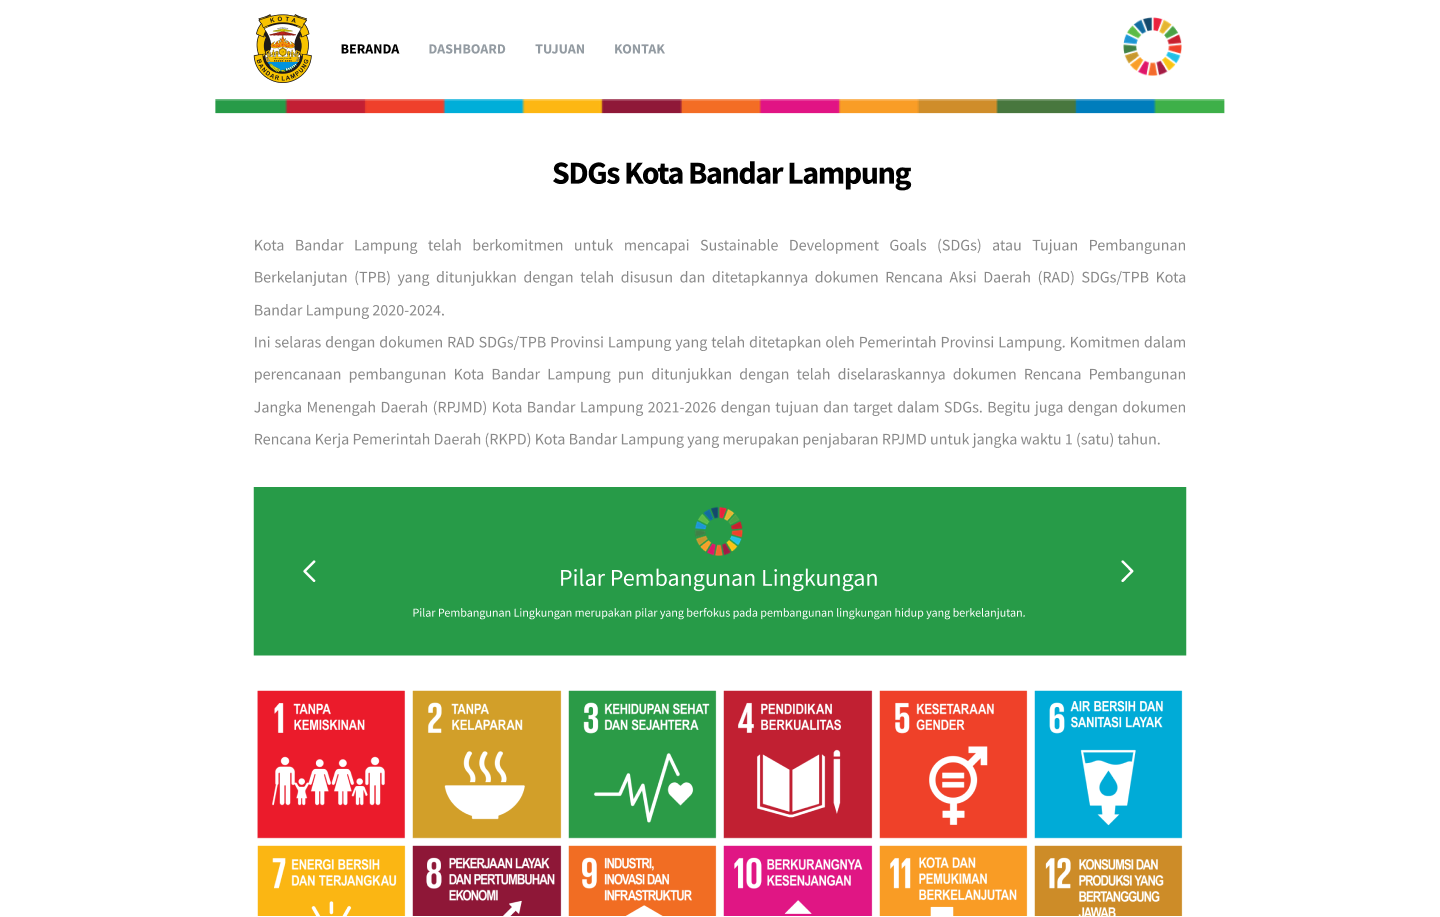 KOTA
BANDAR LAMPUNG
BERANDA DASHBOARD TUJUAN KONTAK
SDGs Kota Bandar Lampung
Kota Bandar Lampung telah berkomitmen untuk mencapai Sustainable Development Goals (SDGs) atau Tujuan Pembangunan
Berkelanjutan (TPB) yang ditunjukkan dengan telah disusun dan ditetapkannya dokumen Rencana Aksi Daerah (RAD) SDGs/TPB Kota
Bandar Lampung 2020-2024.
Ini selaras dengan dokumen RAD SDGs/TPB Provinsi Lampung yang telah ditetapkan oleh Pemerintah Provinsi Lampung. Komitmen dalam
perencanaan pembangunan Kota Bandar Lampung pun ditunjukkan dengan telah diselaraskannya dokumen Rencana Pembangunan
Jangka Menengah Daerah (RPJMD) Kota Bandar Lampung 2021-2026 dengan tujuan dan target dalam SDGs. Begitu juga dengan dokumen
Rencana Kerja Pemerintah Daerah (RKPD) Kota Bandar Lampung yang merupakan penjabaran RPJMD untuk jangka waktu 1 (satu) tahun.
Pilar Pembangunan Lingkungan
Pilar Pembangunan Lingkungan merupakan pilar yang berfokus pada pembangunan lingkungan hidup yang berkelanjutan.
1 TANPA
KEMISKINAN
2 TANPA
KELAPARAN
3 KEHIDUPAN SEHAT
DAN SEJAHTERA
4 PENDIDIKAN
BERKUALITAS
5 KESETARAAN
GENDER
6 AIR BERSIH DAN
SANITASI LAYAK
7 ENERGI BERSIH
DAN TERJANGKAU
8 PEKERJAAN LAYAK
DAN PERTUMBUHAN
EKONOMI
9 INDUSTRI,
INOVASI DAN
INFRASTRUKTUR
10 BERKURANGNYA
KESENJANGAN
11 KOTA DAN
PEMUKIMAN
BERKELANJUTAN
12 KONSUMSI DAN
PRODUKSI YANG
BERTANGGUNG
JAWAB